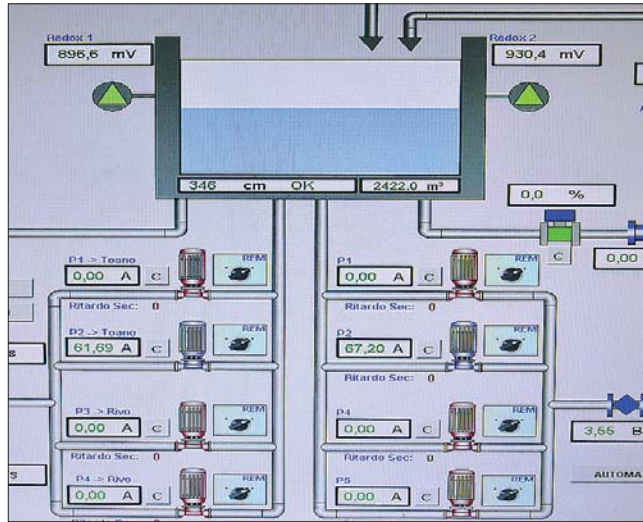 Redox 1
896,6 mV
Redox 2
930,4 mV
346 cm OK
2422.0 m³
0,0 %
C
0,00
P1 -> Toano
0,00 A C
REM
Ritardo Sec: 0
P2 -> Toano
61,69 A C
REM
P3 -> Rivo
0,00 A C
REM
Ritardo Sec: 0
P4 -> Rivo
0,00 A C
REM
Ritardo Sec: 0
P1
0,00 A C
REM
Ritardo Sec: 0
P2
67,20 A C
REM
Ritardo Sec: 0
P4
0,00 A C
REM
Ritardo Sec: 0
P5
0,00 A C
REM
3,55 B
AUTOMA
S
S